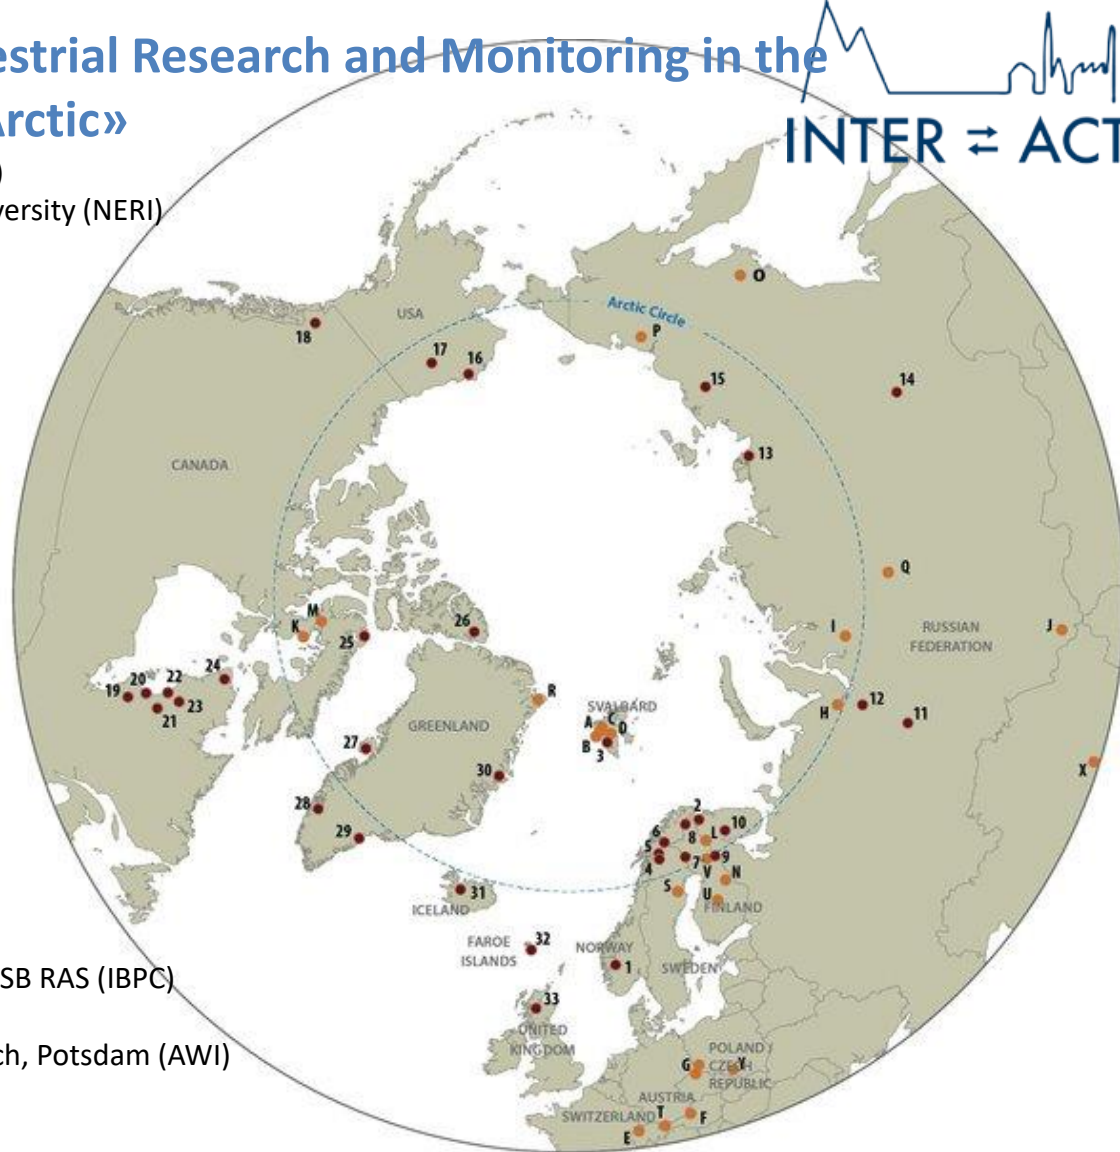 estrial Research and Monitoring in the
Arctic»
)
versity (NERI)
INTER ⇄ ACT
O
Arctic Circle
P
USA
18
17
16
15
14
13
CANADA
Q
M
K
25
26
I
RUSSIAN
FEDERATION
J
24
19
20
22
23
21
R
SVALBARD
A
C
D
B
3
GREENLAND
H
12
11
27
X
30
28
29
2
6
8
L
10
5
4
7
9
V
N
S
U
FINLAND
31
ICELAND
FAROE
ISLANDS
32
NORWAY
1
SWEDEN
SB RAS (IBPC)
33
UNITED
KINGDOM
ch, Potsdam (AWI)
POLAND /
CZECH
REPUBLIC
G
Y
AUSTRIA
SWITZERLAND
T
F
E